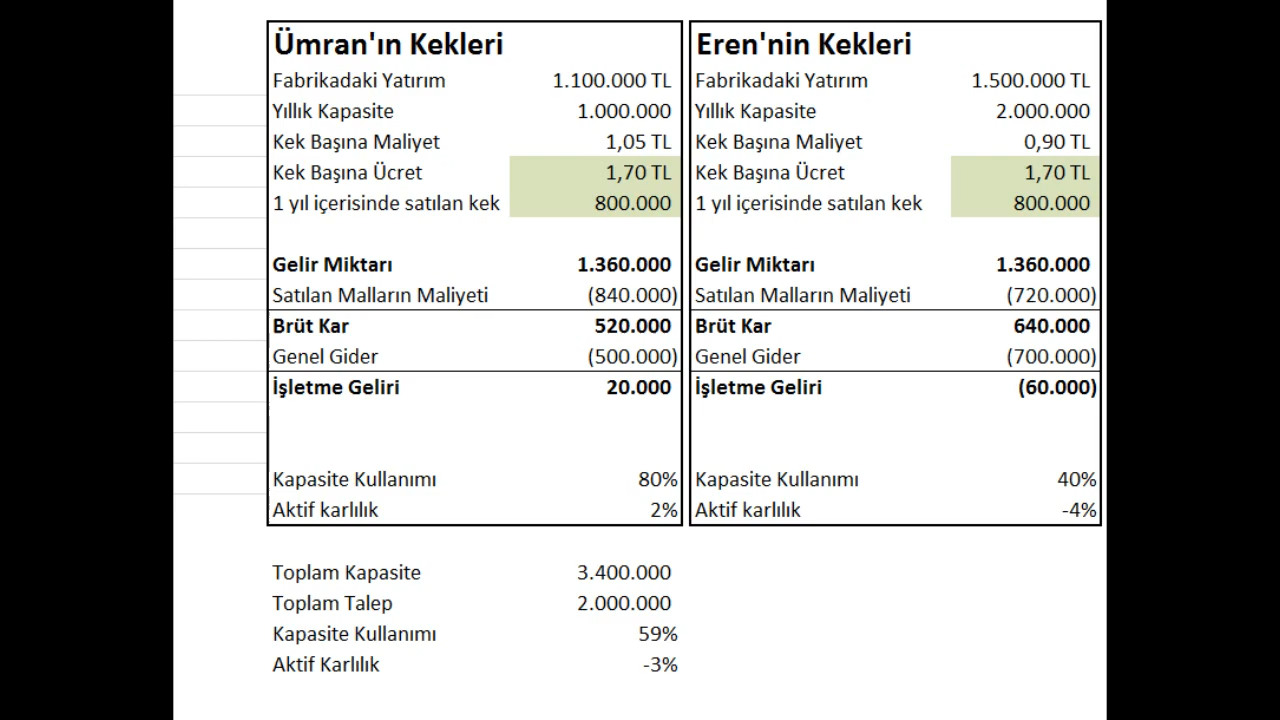 Ümran'ın Kekleri
Fabrikadaki Yatırım 1.100.000 TL
Yıllık Kapasite 1.000.000
Kek Başına Maliyet 1,05 TL
Kek Başına Ücret 1,70 TL
1 yıl içerisinde satılan kek 800.000
Gelir Miktarı 1.360.000
Satılan Malların Maliyeti (840.000)
Brüt Kar 520.000
Genel Gider (500.000)
İşletme Geliri 20.000
Kapasite Kullanımı 80%
Aktif karlılık 2%
Eren'nin Kekleri
Fabrikadaki Yatırım 1.500.000 TL
Yıllık Kapasite 2.000.000
Kek Başına Maliyet 0,90 TL
Kek Başına Ücret 1,70 TL
1 yıl içerisinde satılan kek 800.000
Gelir Miktarı 1.360.000
Satılan Malların Maliyeti (720.000)
Brüt Kar 640.000
Genel Gider (700.000)
İşletme Geliri (60.000)
Kapasite Kullanımı 40%
Aktif karlılık -4%
Toplam Kapasite 3.400.000
Toplam Talep 2.000.000
Kapasite Kullanımı 59%
Aktif Karlılık -3%